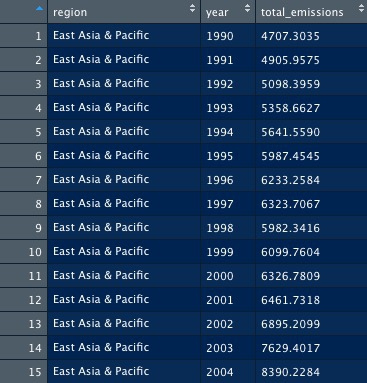 region year total_emissions
1 East Asia & Pacific 1990 4707.3035
2 East Asia & Pacific 1991 4905.9575
3 East Asia & Pacific 1992 5098.3959
4 East Asia & Pacific 1993 5358.6627
5 East Asia & Pacific 1994 5641.5590
6 East Asia & Pacific 1995 5987.4545
7 East Asia & Pacific 1996 6233.2584
8 East Asia & Pacific 1997 6323.7067
9 East Asia & Pacific 1998 5982.3416
10 East Asia & Pacific 1999 6099.7604
11 East Asia & Pacific 2000 6326.7809
12 East Asia & Pacific 2001 6461.7318
13 East Asia & Pacific 2002 6895.2099
14 East Asia & Pacific 2003 7629.4017
15 East Asia & Pacific 2004 8390.2284